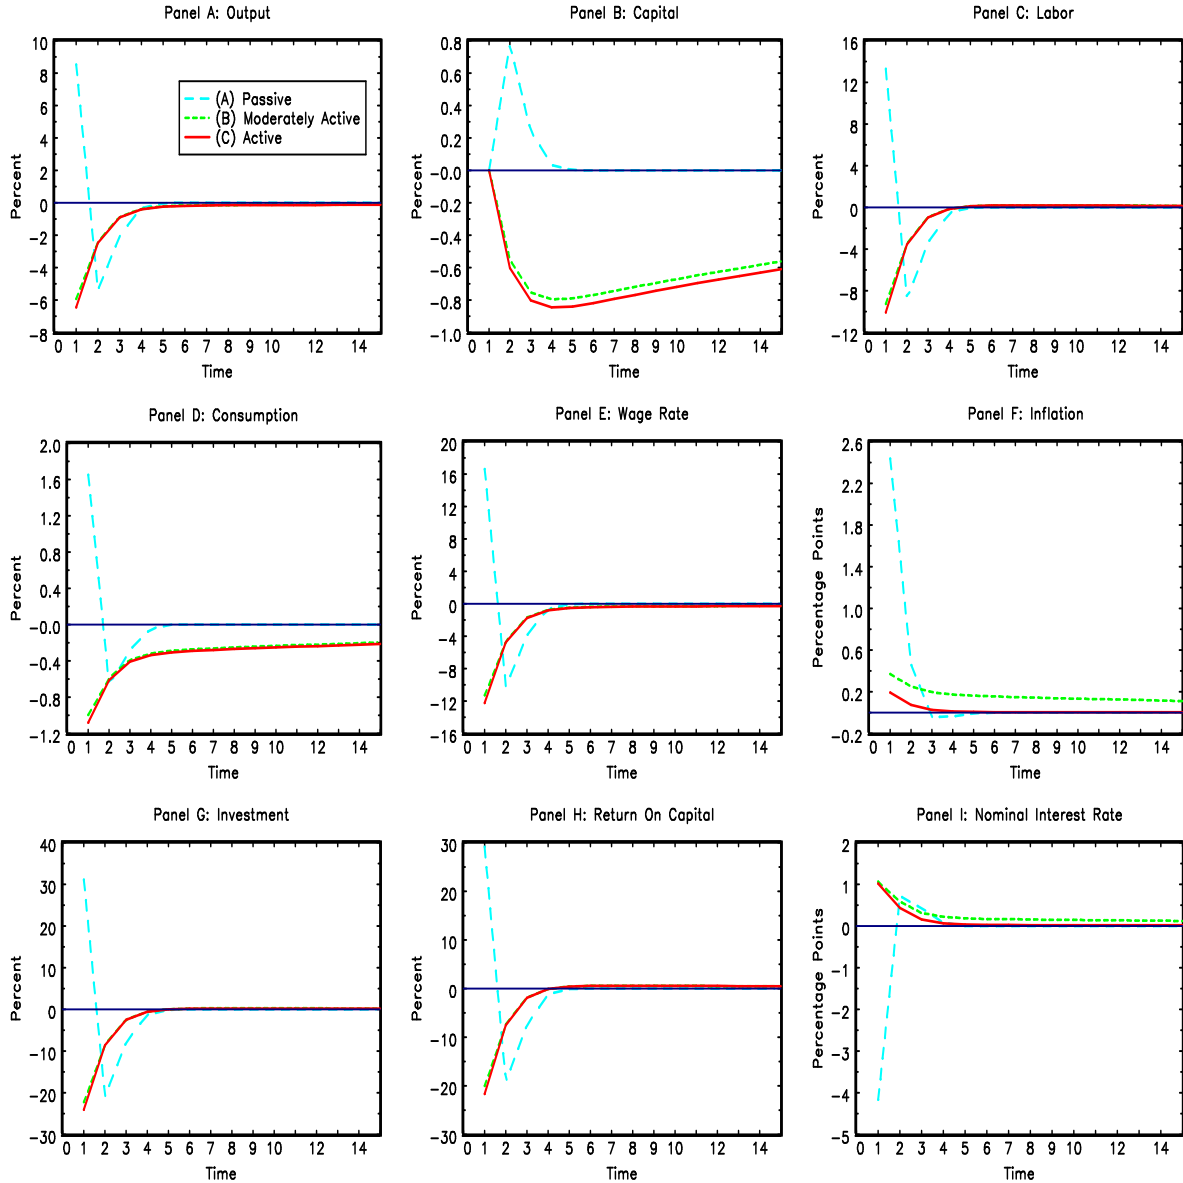 Panel A: Output
Panel B: Capital
Panel C: Labor
10
8
6
4
2
0
−2
−4
−6
−8
Percent
(A) Passive
(B) Moderately Active
(C) Active
0 1 2 3 4 5 6 7 8 9 10 12 14
Time
0.8
0.6
0.4
0.2
−0.0
−0.2
−0.4
−0.6
−0.8
−1.0
Percent
0 1 2 3 4 5 6 7 8 9 10 12 14
Time
16
12
8
4
0
−4
−8
−12
Percent
0 1 2 3 4 5 6 7 8 9 10 12 14
Time
Panel D: Consumption
Panel E: Wage Rate
Panel F: Inflation
2.0
1.6
1.2
0.8
0.4
−0.0
−0.4
−0.8
−1.2
Percent
0 1 2 3 4 5 6 7 8 9 10 12 14
Time
20
16
12
8
4
0
−4
−8
−12
−16
Percent
0 1 2 3 4 5 6 7 8 9 10 12 14
Time
2.6
2.2
1.8
1.4
1.0
0.6
0.2
−0.2
Percentage Points
0 1 2 3 4 5 6 7 8 9 10 12 14
Time
Panel G: Investment
Panel H: Return On Capital
Panel I: Nominal Interest Rate
40
30
20
10
0
−10
−20
−30
Percent
0 1 2 3 4 5 6 7 8 9 10 12 14
Time
30
20
10
0
−10
−20
−30
Percent
0 1 2 3 4 5 6 7 8 9 10 12 14
Time
2
1
0
−1
−2
−3
−4
−5
Percentage Points
0 1 2 3 4 5 6 7 8 9 10 12 14
Time